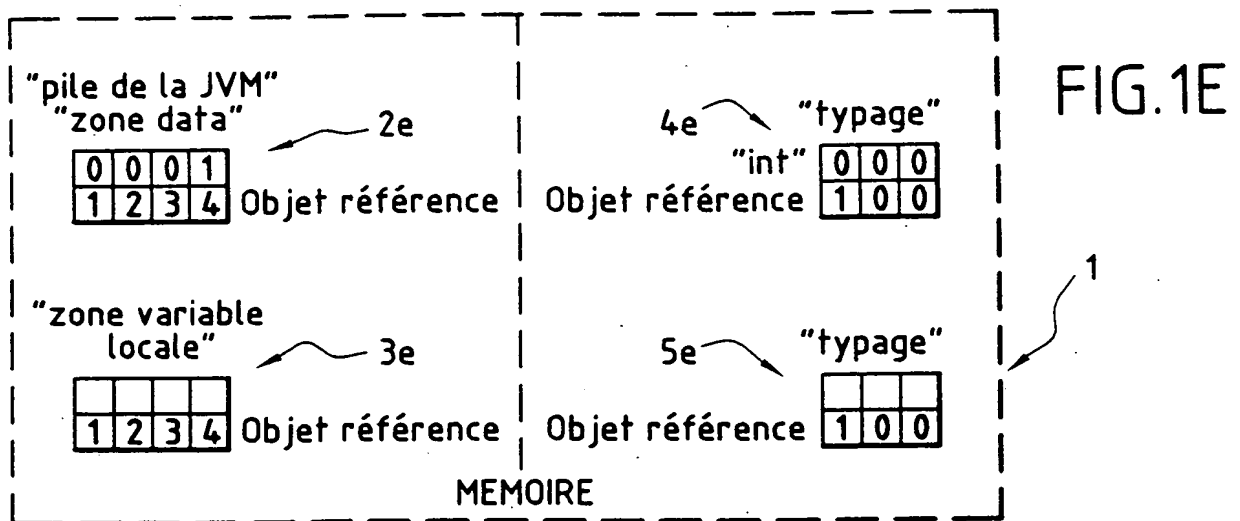 FIG.1E
"pile de la JVM"
"zone data"
2e
0 0 0 1
1 2 3 4 Objet référence
4e
"typage"
"int" 0 0 0
Objet référence 1 0 0
"zone variable
locale"
3e
1 2 3 4 Objet référence
5e
"typage"
Objet référence 1 0 0
1
MEMOIRE